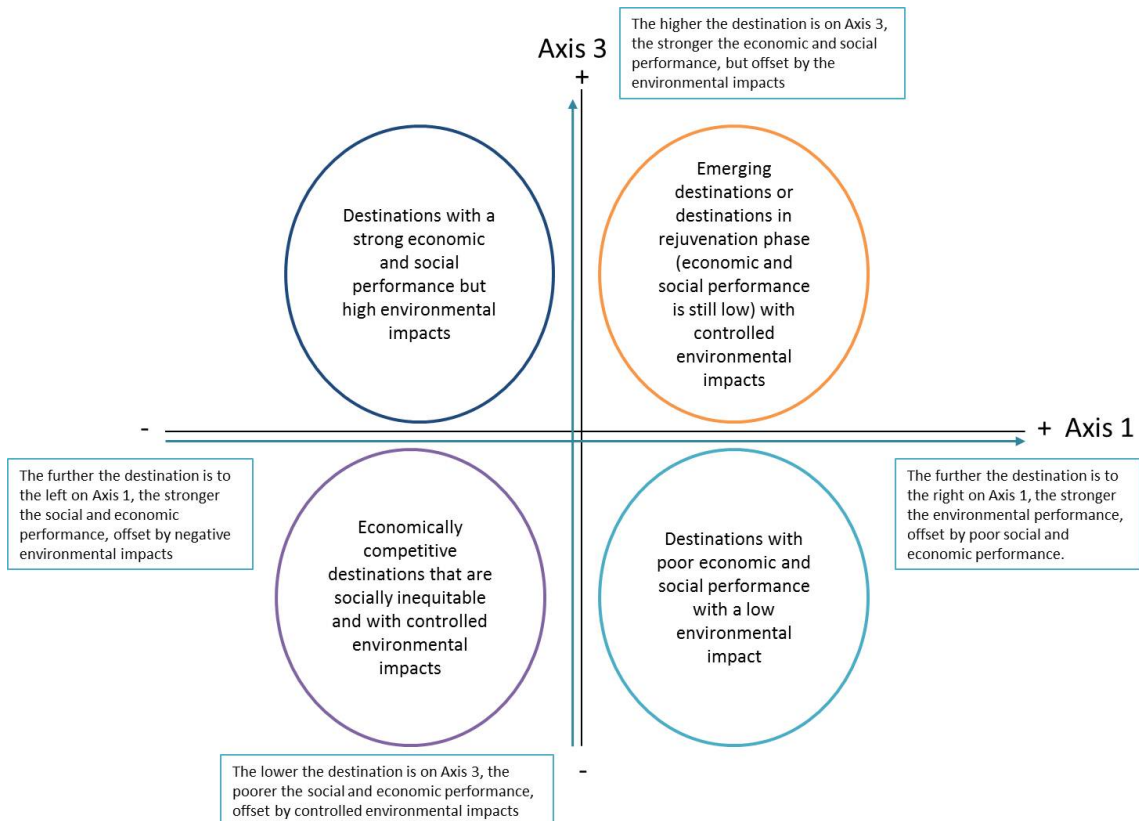 The higher the destination is on Axis 3,
the stronger the economic and social
performance, but offset by the
environmental impacts
Axis 3
+
Destinations with a
strong economic
and social
performance but
high environmental
impacts
Emerging
destinations or
destinations in
rejuvenation phase
(economic and
social performance
is still low) with
controlled
environmental
impacts
-
+ Axis 1
The further the destination is to
the left on Axis 1, the stronger
the social and economic
performance, offset by negative
environmental impacts
The further the destination is to
the right on Axis 1, the stronger
the environmental performance,
offset by poor social and
economic performance.
Economically
competitive
destinations that are
socially inequitable
and with controlled
environmental
impacts
Destinations with
poor economic and
social performance
with a low
environmental
impact
The lower the destination is on Axis 3, the
poorer the social and economic performance,
offset by controlled environmental impacts
-